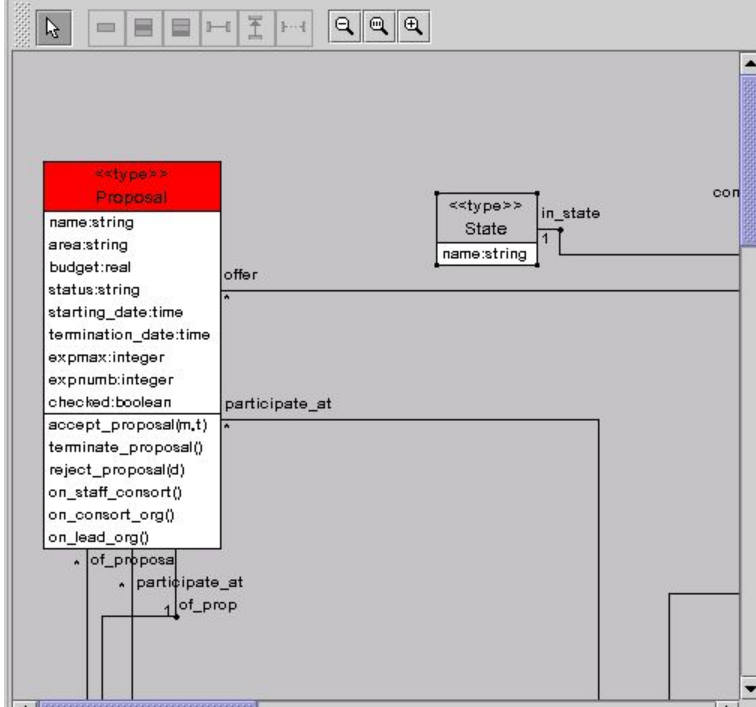 <<type>>
Proposal
name:string
area:string
budget:real
status:string
starting_date:time
termination_date:time
expmax:integer
expnumb:integer
checked:boolean
accept_proposal(m,t)
terminate_proposal()
reject_proposal(d)
on_staff_consort()
on_consort_org()
on_lead_org()
<<type>>
State
name:string
in_state
1
con
offer
*
participate_at
*
of_proposa
*
participate_at
*
of_prop
1